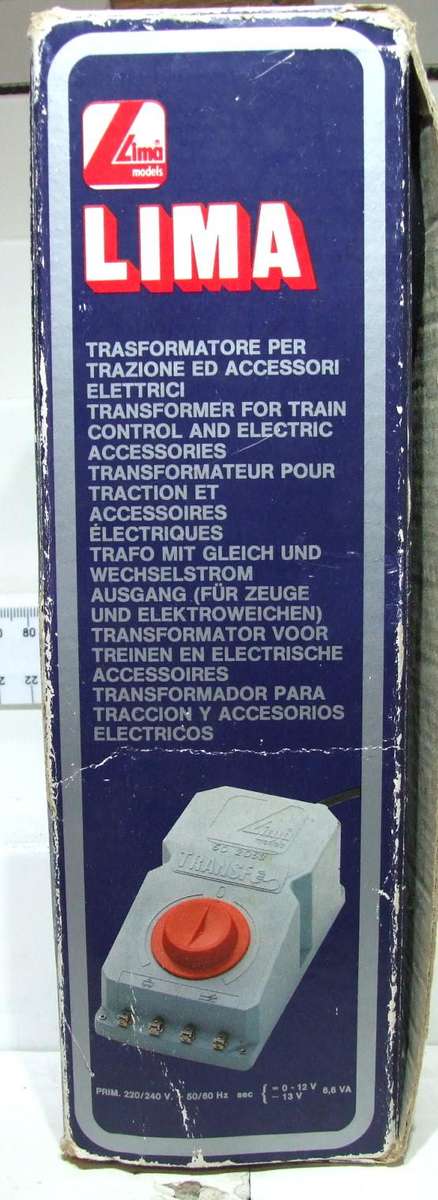 Lima
models
LIMA
TRASFORMATORE PER
TRAZIONE ED ACCESSORI
ELETTRICI
TRANSFORMER FOR TRAIN
CONTROL AND ELECTRIC
ACCESSORIES
TRANSFORMATEUR POUR
TRACTION ET
ACCESSOIRES
ÉLECTRIQUES
TRAFO MIT GLEICH UND
WECHSELSTROM
AUSGANG (FÜR ZEUGE
UND ELEKTROWEICHEN)
TRANSFORMATOR VOOR
TREINEN EN ELECTRISCHE
ACCESSOIRES
TRANSFORMADOR PARA
TRACCION Y ACCESORIOS
ELECTRICOS
Lima
models
0
PRIM. 220/240 V. 50/60 Hz sec { = 0-12 V 6,6 VA
~ 13 V
08
22